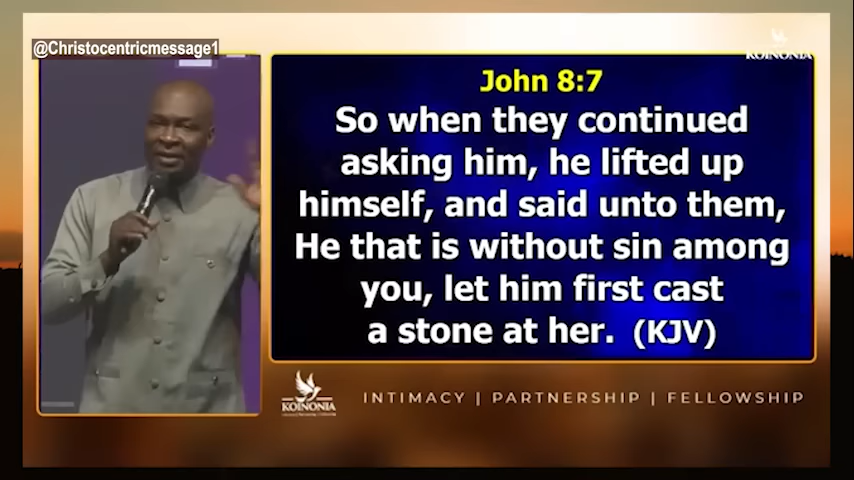 @Christocentricmessage1
KOINONIA
John 8:7
So when they continued
asking him, he lifted up
himself, and said unto them,
He that is without sin among
you, let him first cast
a stone at her. (KJV)
KOINONIA
INTIMACY | PARTNERSHIP | FELLOWSHIP